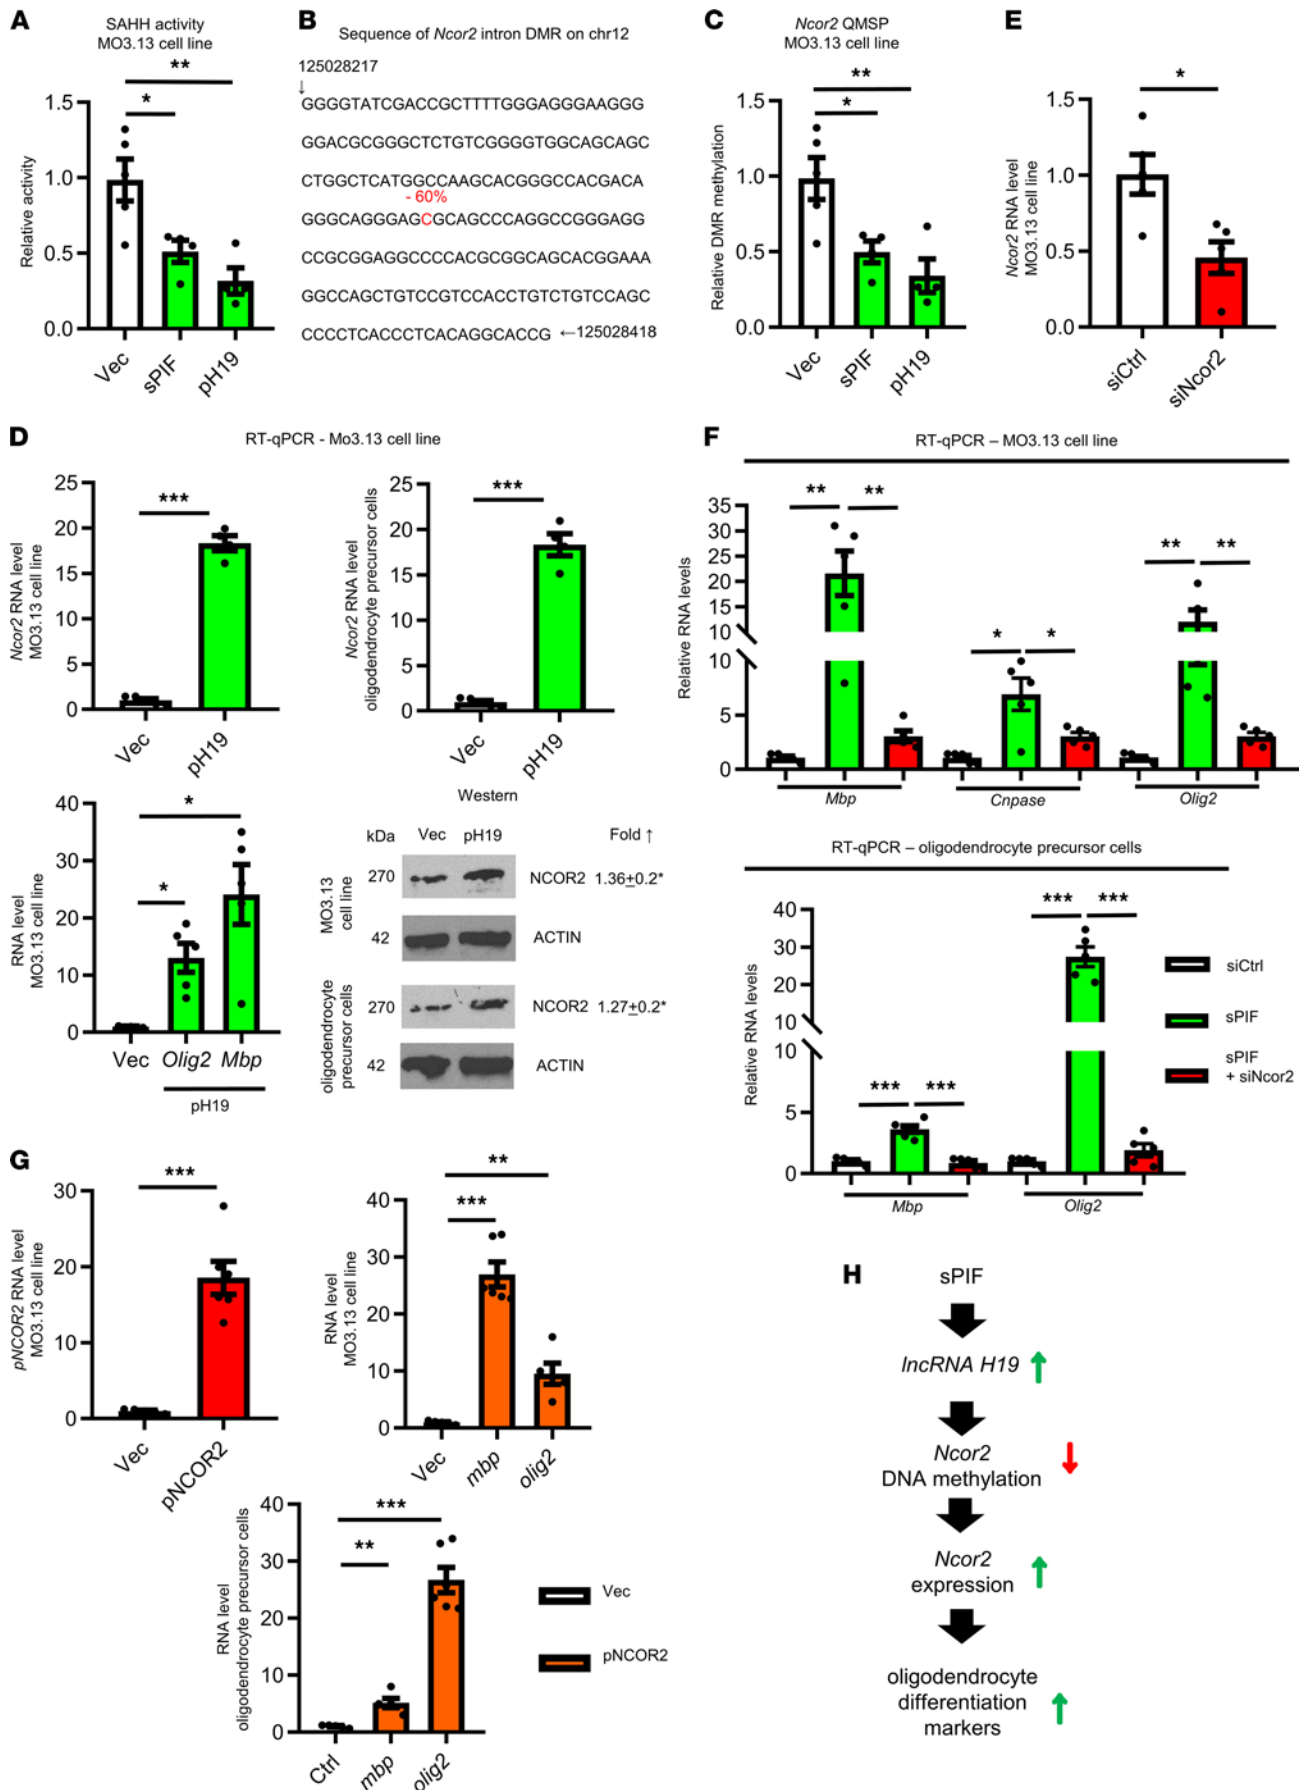 A
SAHH activity
MO3.13 cell line
**
*
Relative activity
1.5
1.0
0.5
0.0
Vec
sPIF
pH19
B
Sequence of Ncor2 intron DMR on chr12
125028217
↓
GGGGTATCGACCGCTTTTGGGAGGGAAGGG
GGACGCGGGCTCTGTCGGGGTGGCAGCAGC
CTGGCTCATGGCCAAGCACGGGCCACGACA
- 60%
GGGCAGGGAGCGCAGCCCAGGCCGGGAGG
CCGCGGAGGCCCCACGCGGCAGCACGGAAA
GGCCAGCTGTCCGTCCACCTGTCTGTCCAGC
CCCCTCACCCTCACAGGCACCG ←125028418
C
Ncor2 QMSP
MO3.13 cell line
**
*
Relative DMR methylation
1.5
1.0
0.5
0.0
Vec
sPIF
pH19
E
*
Ncor2 RNA level
MO3.13 cell line
1.5
1.0
0.5
0.0
siCtrl
siNcor2
D
RT-qPCR - Mo3.13 cell line
***
Ncor2 RNA level
MO3.13 cell line
25
20
15
10
5
0
Vec
pH19
***
Ncor2 RNA level
oligodendrocyte precursor cells
25
20
15
10
5
0
Vec
pH19
*
*
RNA level
MO3.13 cell line
40
30
20
10
0
Vec
Olig2
Mbp
pH19
Western
kDa
Vec
pH19
Fold ↑
MO3.13
cell line
270
NCOR2
1.36±0.2*
42
ACTIN
oligodendrocyte
precursor cells
270
NCOR2
1.27±0.2*
42
ACTIN
F
RT-qPCR – MO3.13 cell line
**
**
*
*
**
**
Relative RNA levels
35
30
25
20
15
10
10
5
0
Mbp
Cnpase
Olig2
RT-qPCR – oligodendrocyte precursor cells
***
***
***
***
Relative RNA levels
40
30
20
10
10
5
0
Mbp
Olig2
siCtrl
sPIF
sPIF
+ siNcor2
G
***
pNCOR2 RNA level
MO3.13 cell line
30
20
10
0
Vec
pNCOR2
**
***
RNA level
MO3.13 cell line
40
30
20
10
0
Vec
mbp
olig2
***
**
RNA level
oligodendrocyte precursor cells
40
30
20
10
0
Ctrl
mbp
olig2
Vec
pNCOR2
H
sPIF
lncRNA H19 ↑
Ncor2
DNA methylation ↓
Ncor2
expression ↑
oligodendrocyte
differentiation ↑
markers